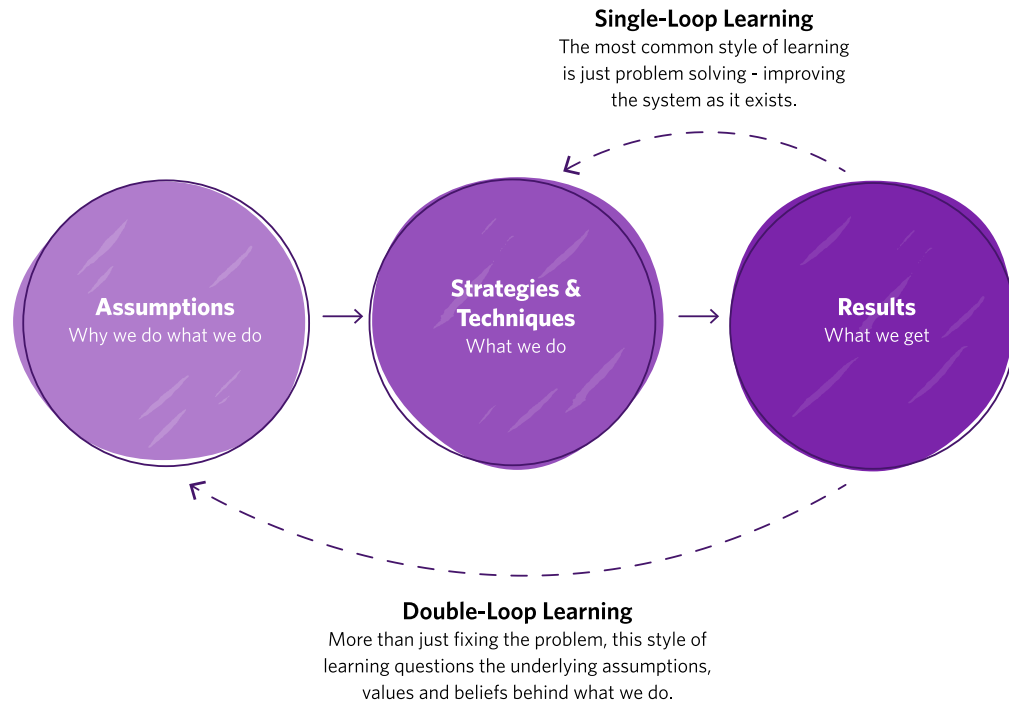 Single-Loop Learning
The most common style of learning
is just problem solving - improving
the system as it exists.
Assumptions
Why we do what we do
Strategies &
Techniques
What we do
Results
What we get
Double-Loop Learning
More than just fixing the problem, this style of
learning questions the underlying assumptions,
values and beliefs behind what we do.